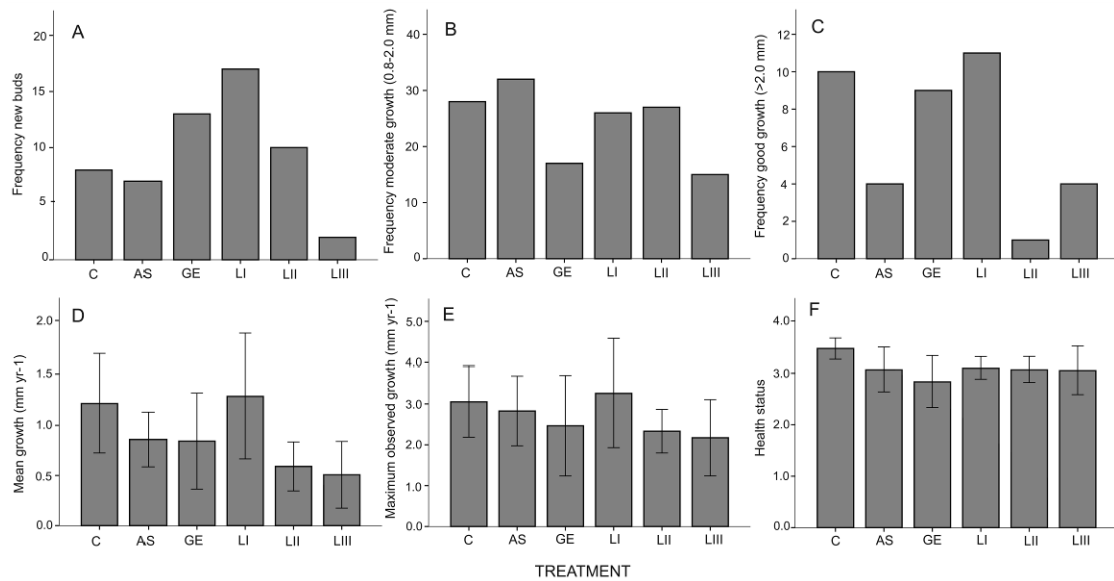 A
Frequency new buds
20
15
10
5
0
C AS GE LI LII LIII
B
Frequency moderate growth (0.8-2.0 mm)
40
30
20
10
0
C AS GE LI LII LIII
C
Frequency good growth (>2.0 mm)
12
10
8
6
4
2
0
C AS GE LI LII LIII
D
Mean growth (mm yr-1)
2.0
1.5
1.0
0.5
0.0
C AS GE LI LII LIII
E
Maximum observed growth (mm yr-1)
5.0
4.0
3.0
2.0
1.0
0.0
C AS GE LI LII LIII
F
Health status
4.0
3.0
2.0
1.0
0.0
C AS GE LI LII LIII
TREATMENT